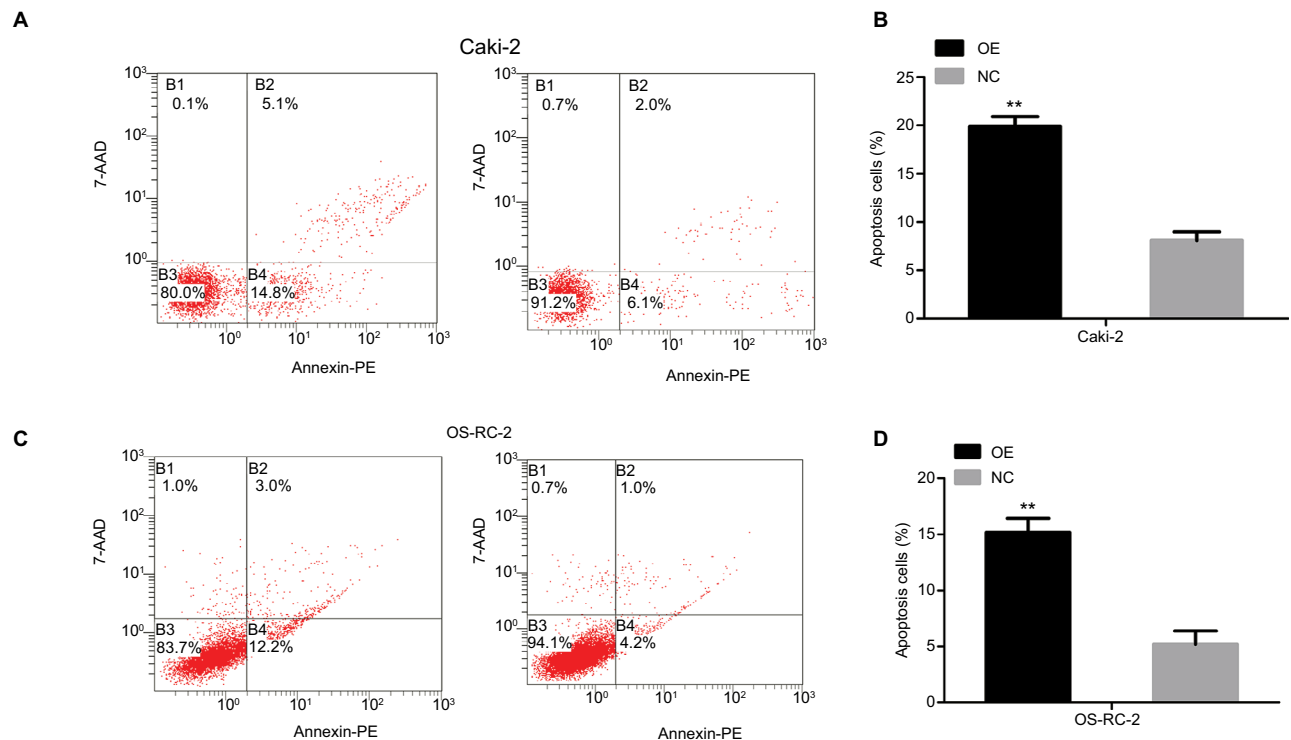 A
Caki-2
10³
10²
10¹
10⁰
7-AAD
B1
0.1%
B2
5.1%
B3
80.0%
B4
14.8%
10⁰
10¹
10²
10³
Annexin-PE
10³
10²
10¹
10⁰
7-AAD
B1
0.7%
B2
2.0%
B3
91.2%
B4
6.1%
10⁰
10¹
10²
10³
Annexin-PE
B
OE
NC
25
20
15
10
5
0
Apoptosis cells (%)
**
Caki-2
C
OS-RC-2
10³
10²
10¹
10⁰
7-AAD
B1
1.0%
B2
3.0%
B3
83.7%
B4
12.2%
10⁰
10¹
10²
10³
Annexin-PE
10³
10²
10¹
10⁰
7-AAD
B1
0.7%
B2
1.0%
B3
94.1%
B4
4.2%
10⁰
10¹
10²
10³
Annexin-PE
D
OE
NC
20
15
10
5
0
Apoptosis cells (%)
**
OS-RC-2